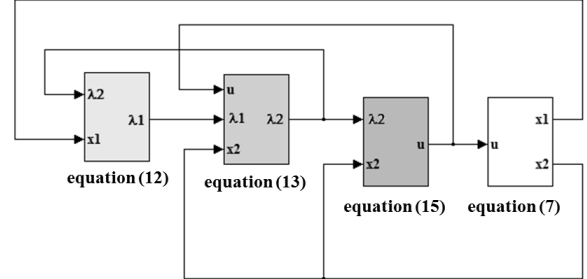 λ2
λ1
x1
equation (12)
u
λ1
λ2
x2
equation (13)
λ2
u
x2
equation (15)
x1
u
x2
equation (7)